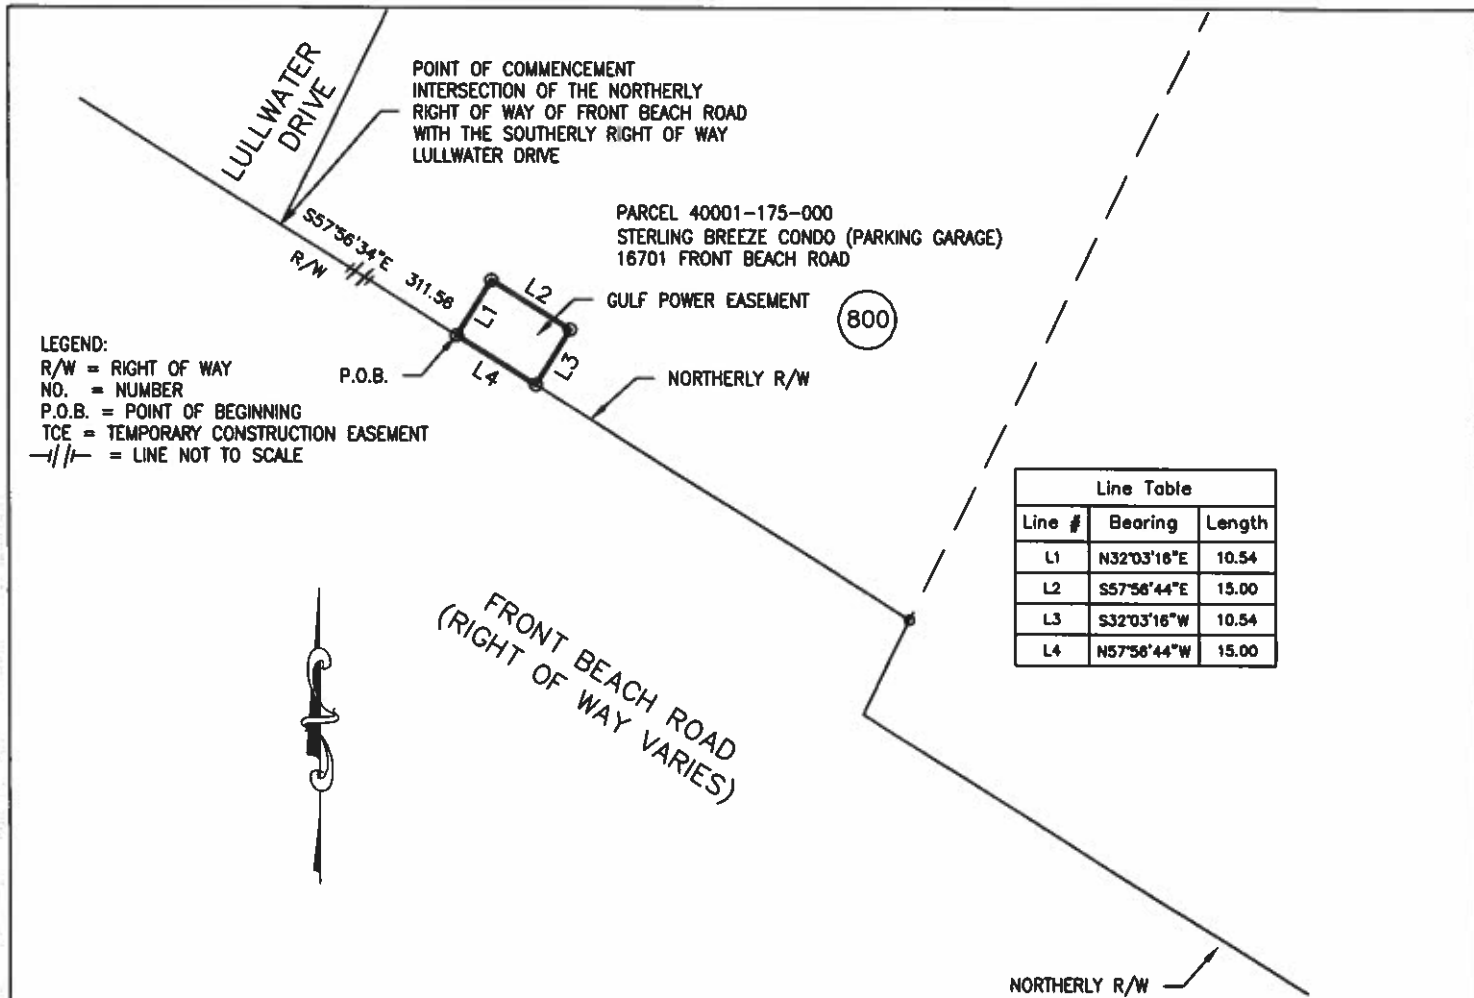 LULLWATER
DRIVE
POINT OF COMMENCEMENT
INTERSECTION OF THE NORTHERLY
RIGHT OF WAY OF FRONT BEACH ROAD
WITH THE SOUTHERLY RIGHT OF WAY
LULLWATER DRIVE
S57°56'34"E 311.56
R/W
PARCEL 40001-175-000
STERLING BREEZE CONDO (PARKING GARAGE)
16701 FRONT BEACH ROAD
GULF POWER EASEMENT
800
L1
L2
L3
L4
P.O.B.
NORTHERLY R/W
LEGEND:
R/W = RIGHT OF WAY
NO. = NUMBER
P.O.B. = POINT OF BEGINNING
TCE = TEMPORARY CONSTRUCTION EASEMENT
= LINE NOT TO SCALE
Line Table
Line # Bearing Length
L1 N32°03'16"E 10.54
L2 S57°56'44"E 15.00
L3 S32°03'16"W 10.54
L4 N57°56'44"W 15.00
FRONT BEACH ROAD
(RIGHT OF WAY VARIES)
NORTHERLY R/W